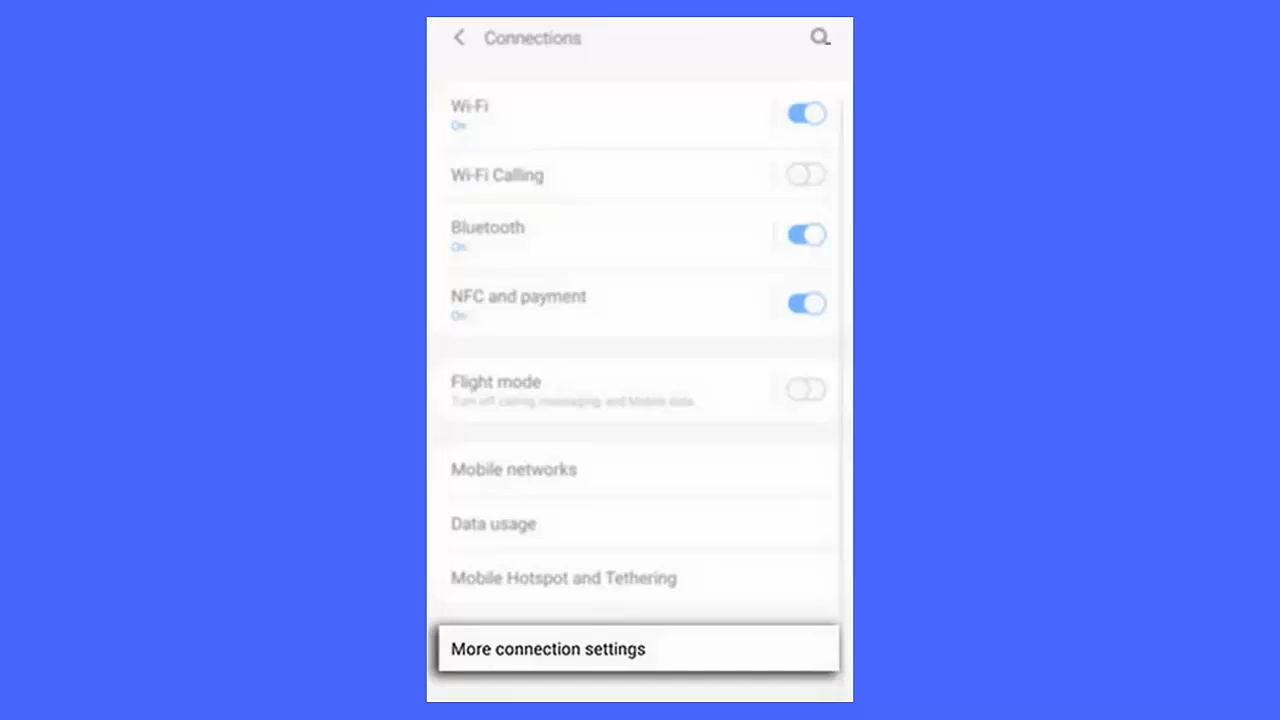 Connections
Wi-Fi
On
Wi-Fi Calling
Bluetooth
On
NFC and payment
On
Flight mode
Turn off calling, messaging, and Mobile data.
Mobile networks
Data usage
Mobile Hotspot and Tethering
More connection settings